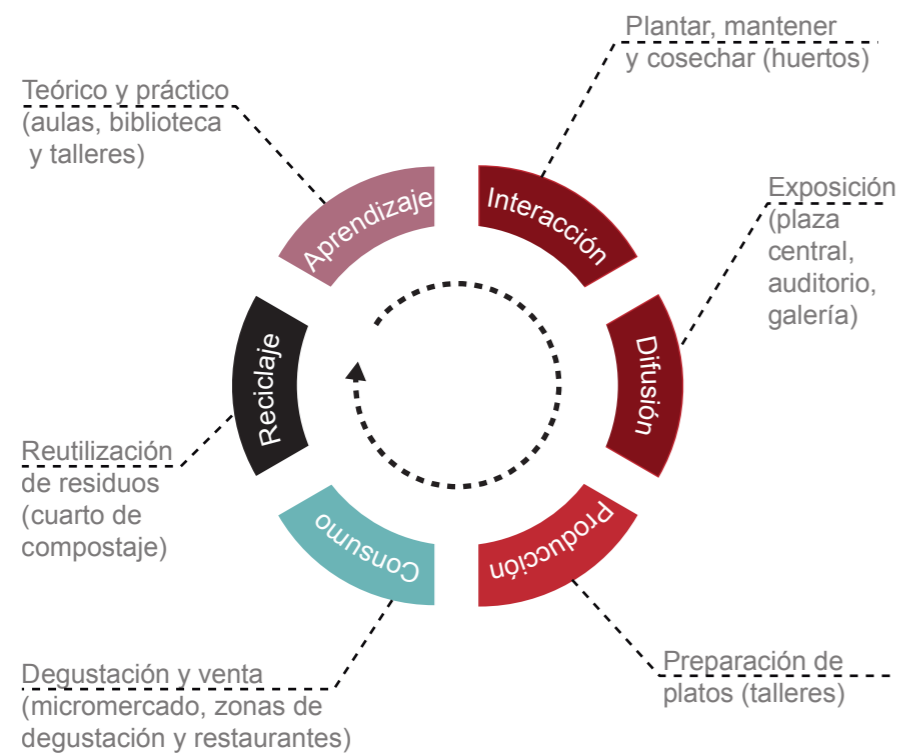 Plantar, mantener
y cosechar (huertos)
Teórico y práctico
(aulas, biblioteca
y talleres)
Aprendizaje
Interacción
Exposición
(plaza
central,
auditorio,
galería)
Difusión
Reciclaje
Reutilización
de residuos
(cuarto de
compostaje)
Consumo
Producción
Degustación y venta
(micromercado, zonas de
degustación y restaurantes)
Preparación de
platos (talleres)